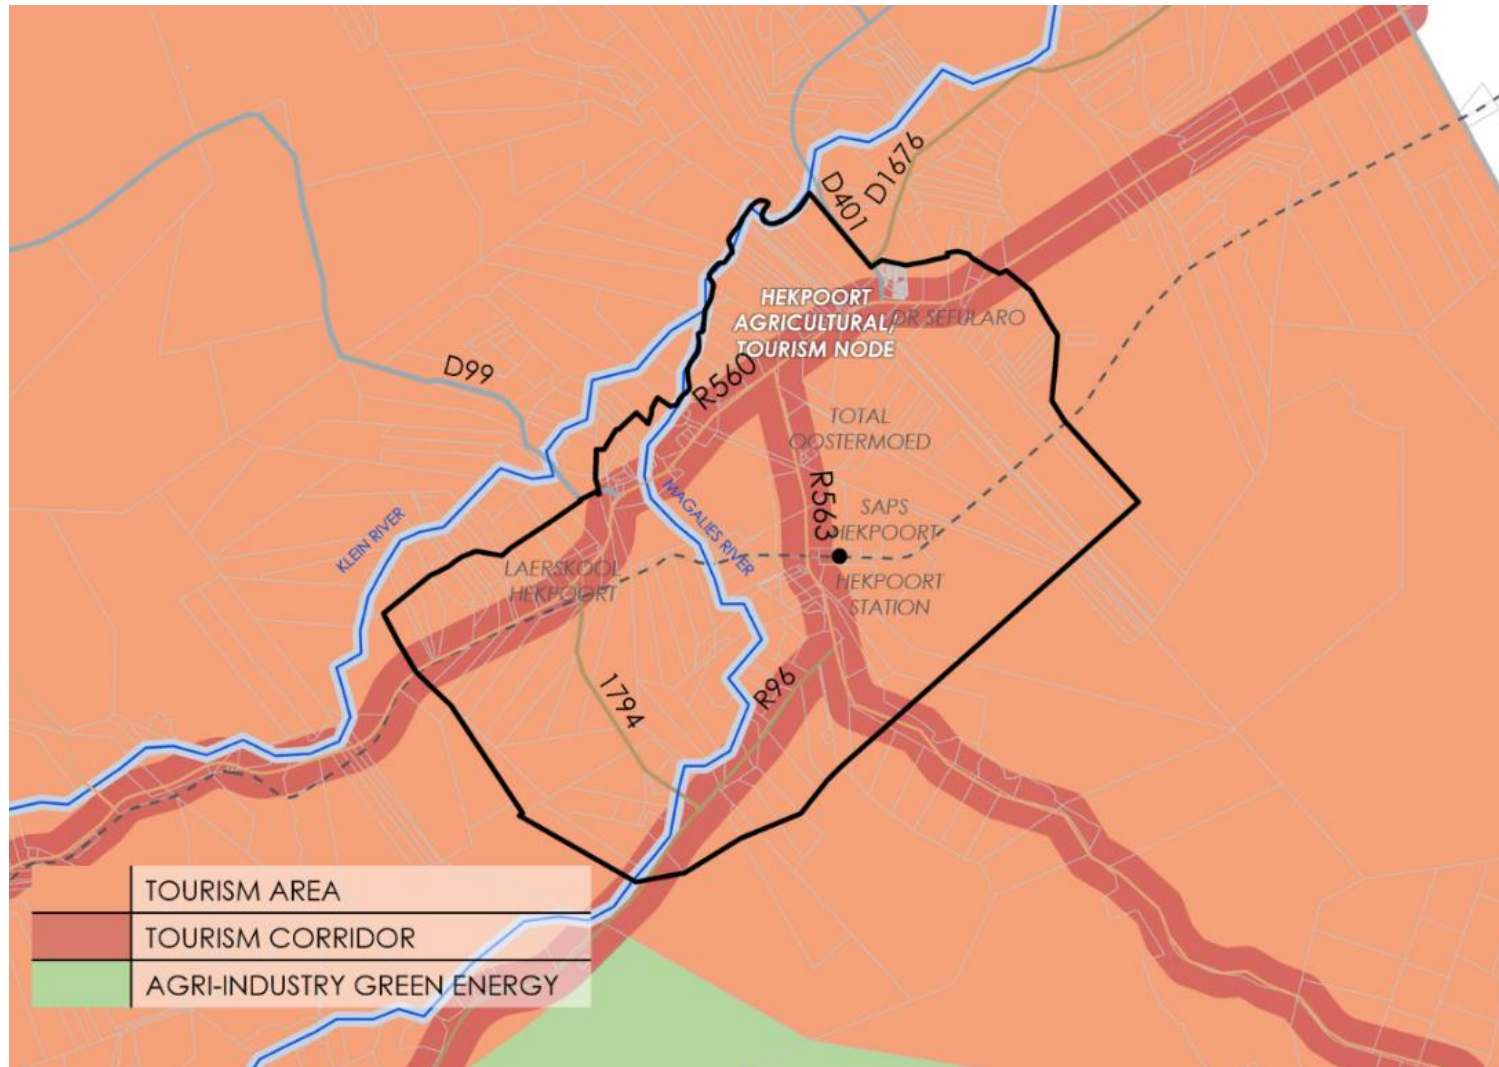 D1676
D401
HEKPOORT
AGRICULTURAL/
TOURISM NODE
DR SEFULARO
D99
R560
TOTAL
OOSTERMOED
R563
SAPS
HEKPOORT
MAGALIES RIVER
KLEIN RIVER
LAERSKOOL
HEKPOORT
HEKPOORT
STATION
1794
R96
TOURISM AREA
TOURISM CORRIDOR
AGRI-INDUSTRY GREEN ENERGY